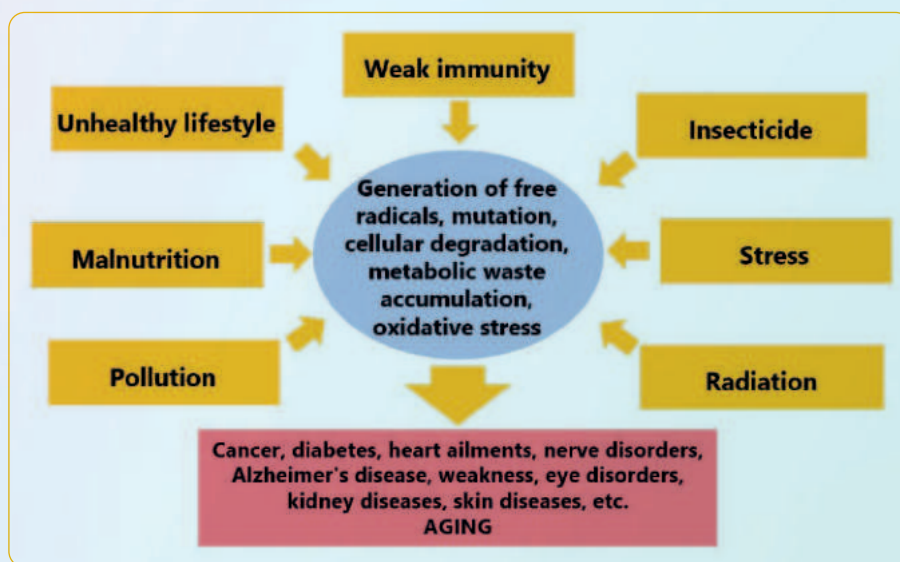 Weak immunity
Unhealthy lifestyle
Insecticide
Generation of free
radicals, mutation,
cellular degradation,
metabolic waste
accumulation,
oxidative stress
Malnutrition
Stress
Pollution
Radiation
Cancer, diabetes, heart ailments, nerve disorders,
Alzheimer's disease, weakness, eye disorders,
kidney diseases, skin diseases, etc.
AGING